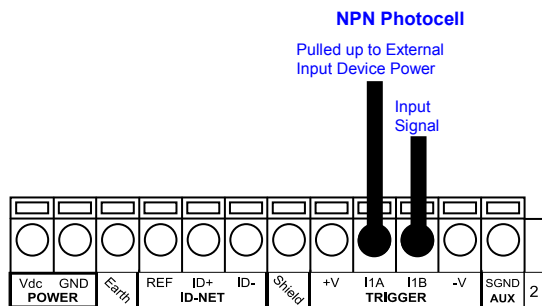 NPN Photocell
Pulled up to External
Input Device Power
Input
Signal
Vdc GND Earth REF ID+ ID- Shield +V I1A I1B -V SGND 2
POWER ID-NET TRIGGER AUX